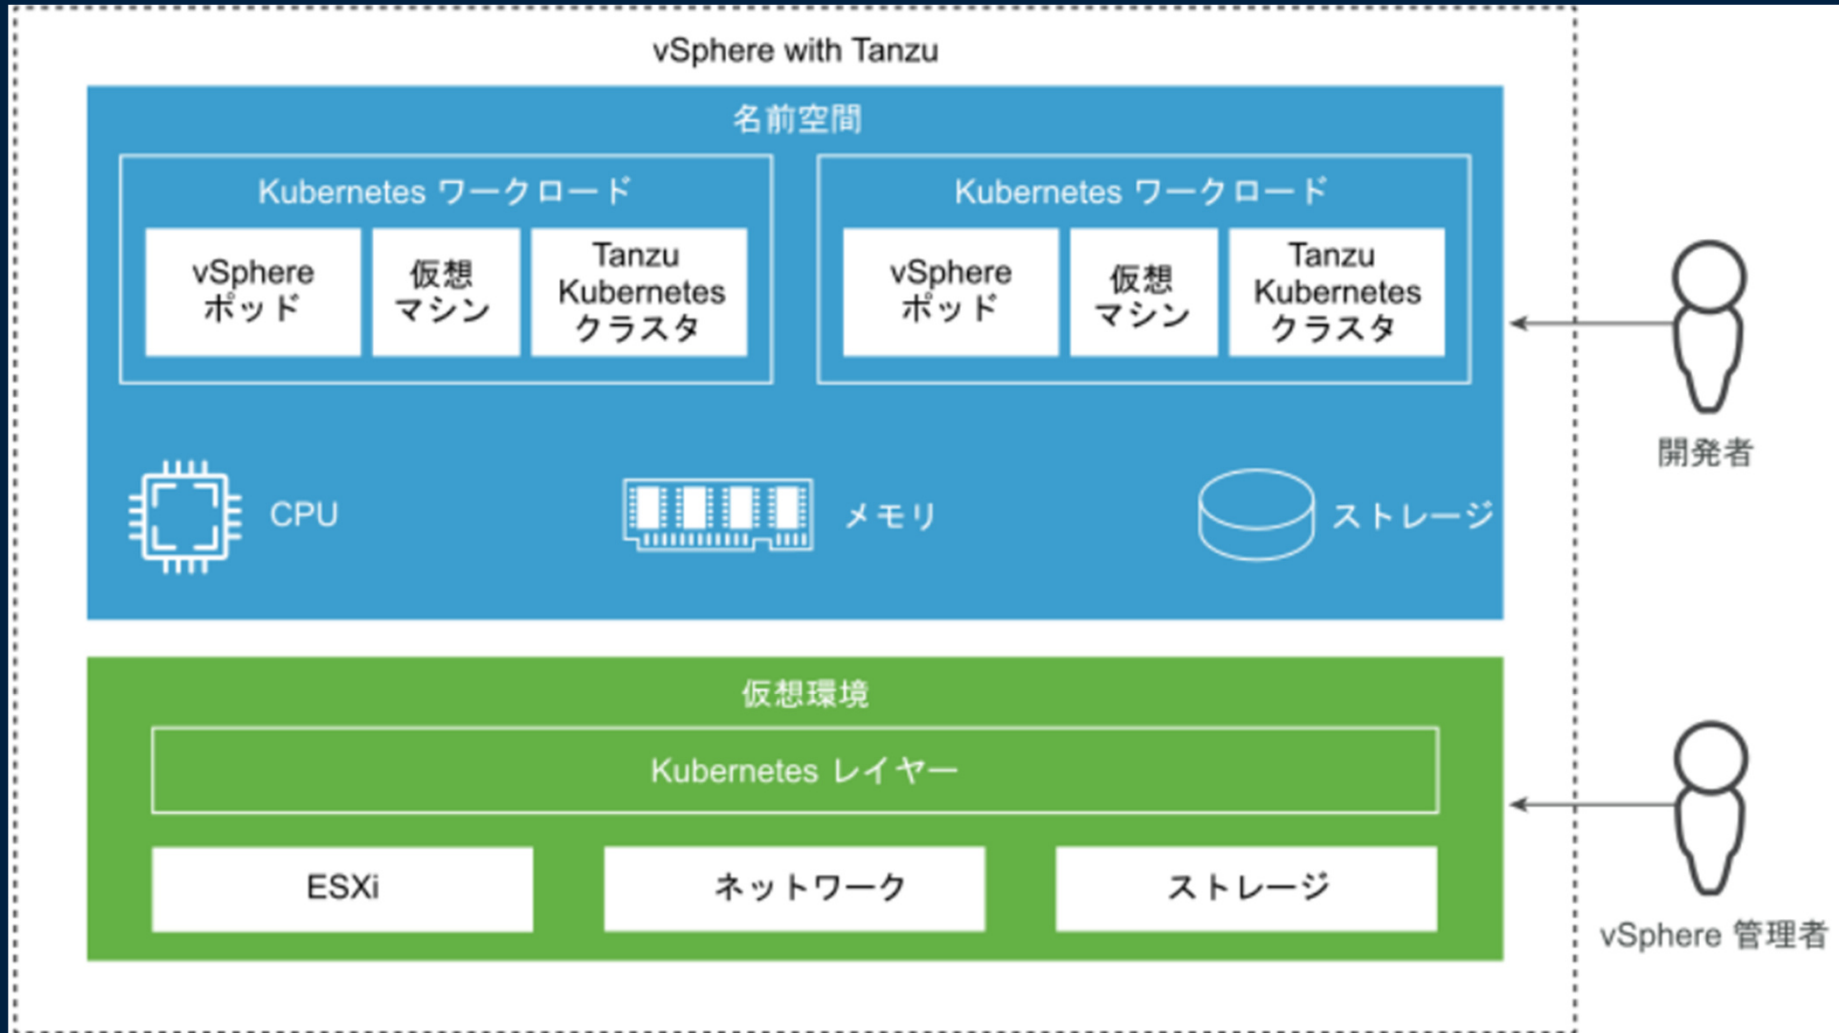 vSphere with Tanzu
名前空間
Kubernetes ワークロード
vSphere
ポッド
仮想
マシン
Tanzu
Kubernetes
クラスタ
Kubernetes ワークロード
vSphere
ポッド
仮想
マシン
Tanzu
Kubernetes
クラスタ
CPU
メモリ
ストレージ
開発者
仮想環境
Kubernetes レイヤー
ESXi
ネットワーク
ストレージ
vSphere 管理者